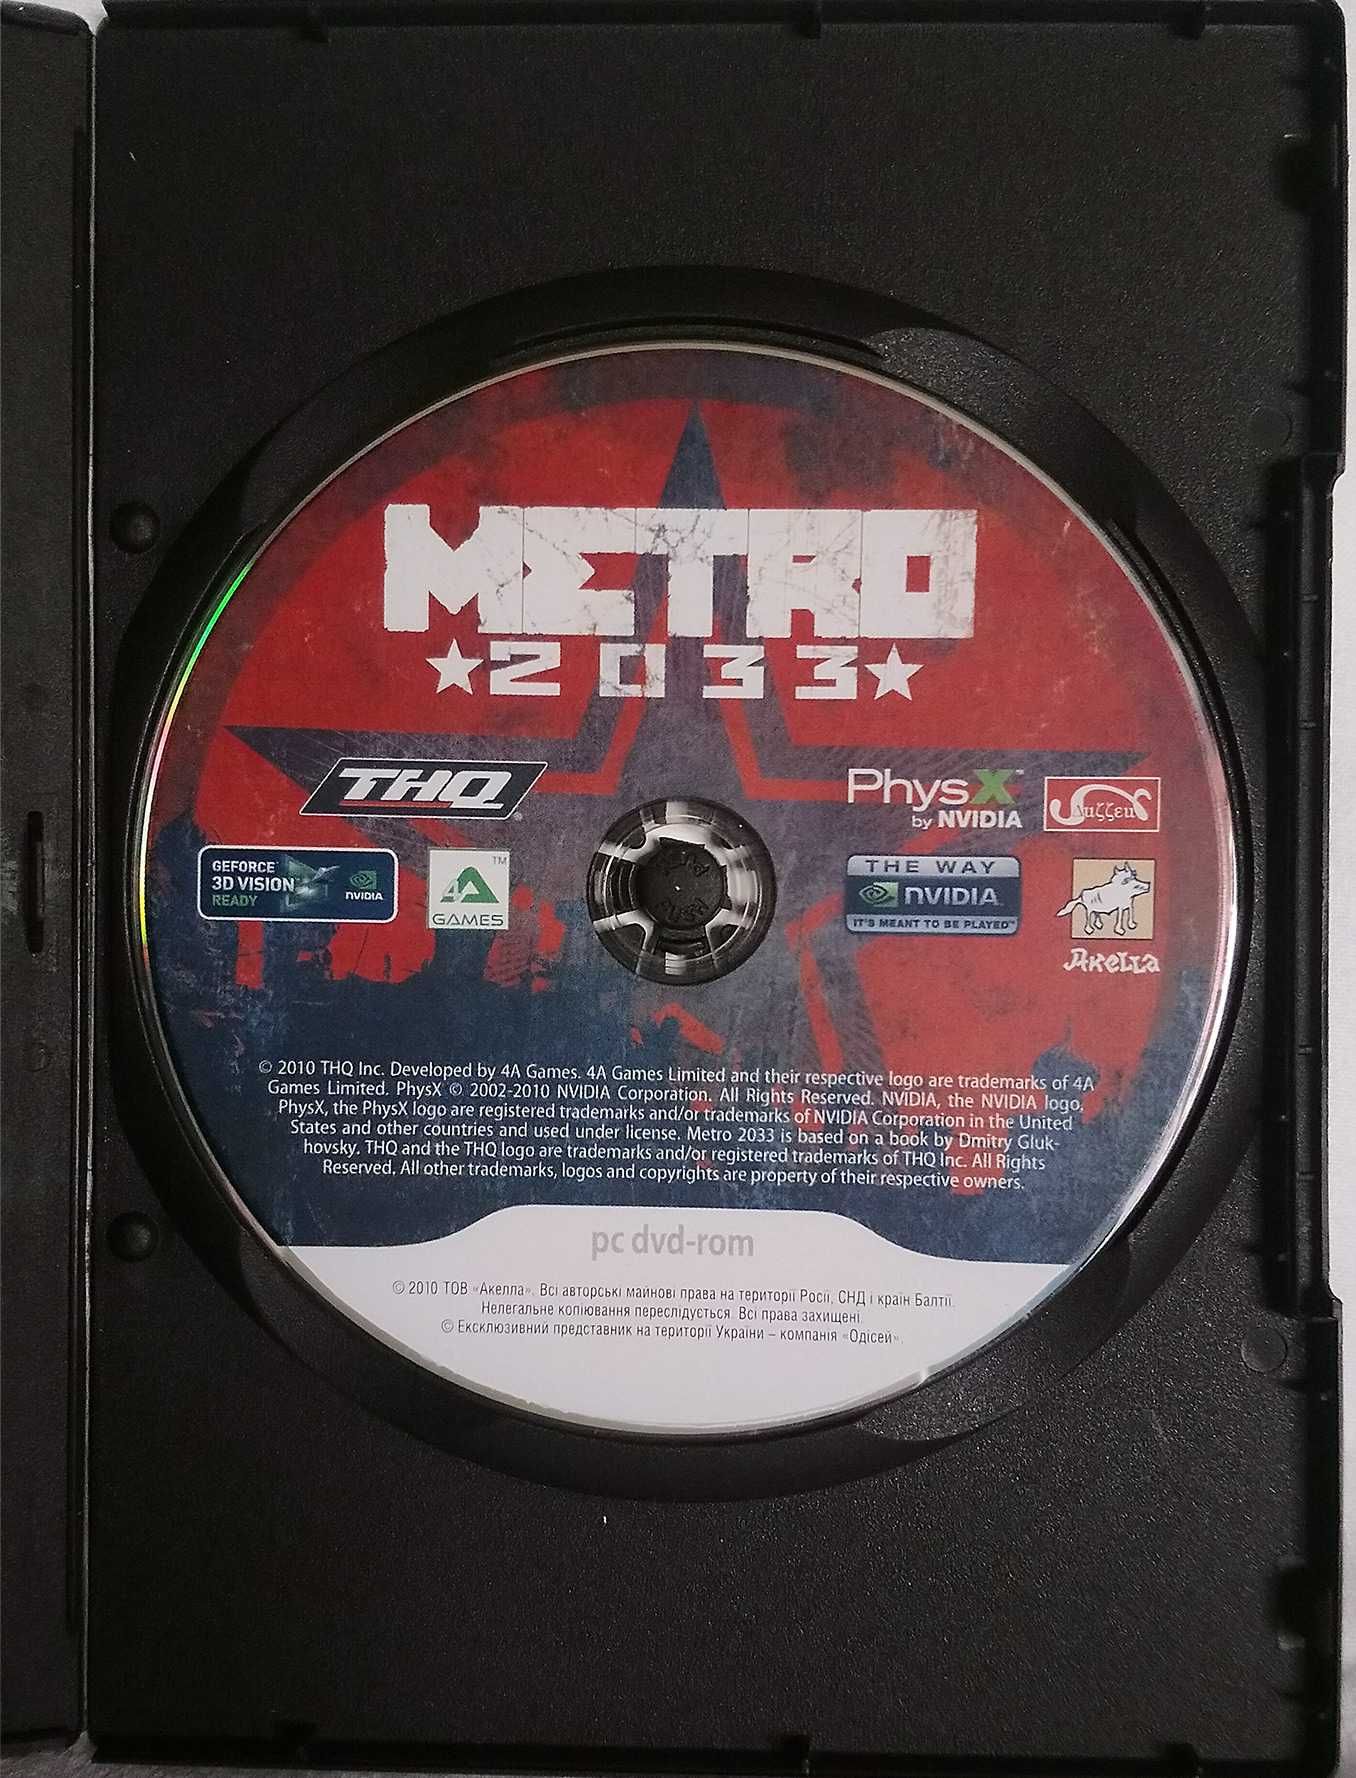 METRO
2033
THQ
PhysX™
by NVIDIA
GEFORCE
3D VISION
READY
NVIDIA
4A
GAMES
™
THE WAY
NVIDIA
IT'S MEANT TO BE PLAYED™
Akella
© 2010 THQ Inc. Developed by 4A Games. 4A Games Limited and their respective logo are trademarks of 4A
Games Limited. PhysX © 2002-2010 NVIDIA Corporation. All Rights Reserved. NVIDIA, the NVIDIA logo,
PhysX, the PhysX logo are registered trademarks and/or trademarks of NVIDIA Corporation in the United
States and other countries and used under license. Metro 2033 is based on a book by Dmitry Gluk-
hovsky. THQ and the THQ logo are trademarks and/or registered trademarks of THQ Inc. All Rights
Reserved. All other trademarks, logos and copyrights are property of their respective owners.
pc dvd-rom
© 2010 ТОВ «Акелла». Всі авторські майнові права на території Росії, СНД і країн Балтії.
Нелегальне копіювання переслідується. Всі права захищені.
© Ексклюзивний представник на території України – компанія «Одісей».